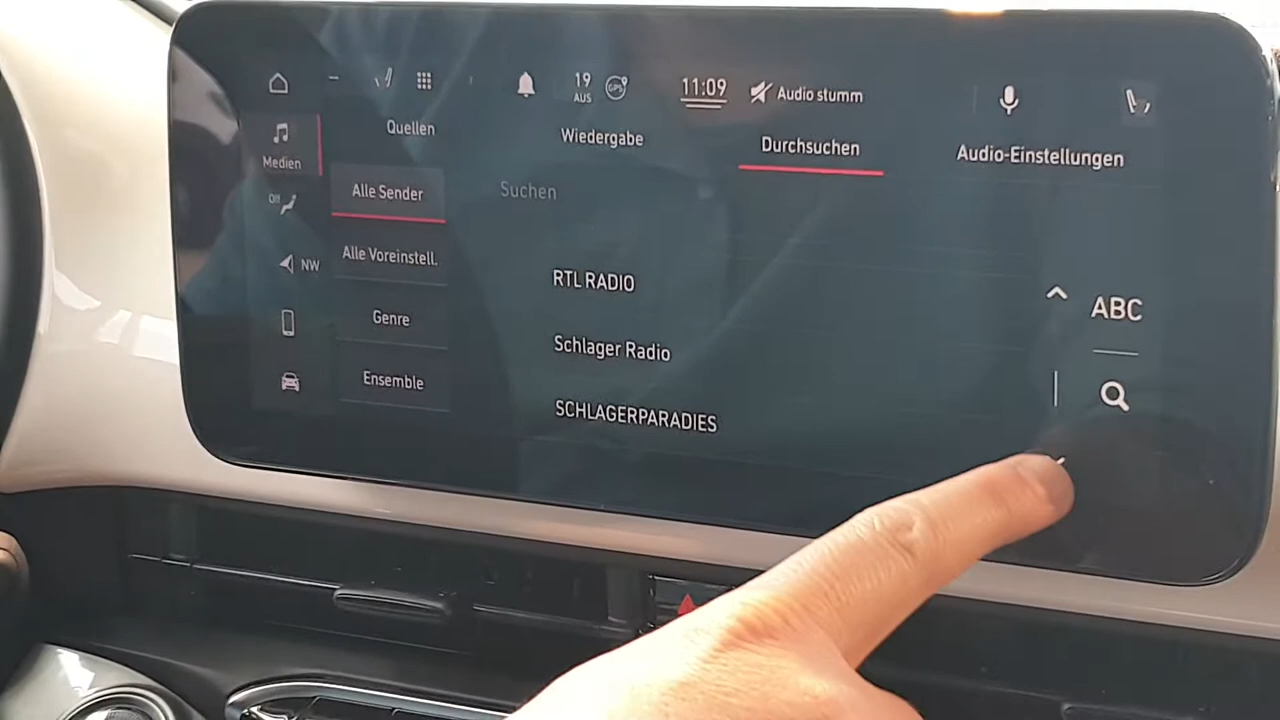 19
AUS
GPS
11:09
Audio stumm
Medien
Quellen
Wiedergabe
Durchsuchen
Audio-Einstellungen
Off
Alle Sender
Suchen
NW
Alle Voreinstell.
RTL RADIO
ABC
Genre
Schlager Radio
Ensemble
SCHLAGERPARADIES